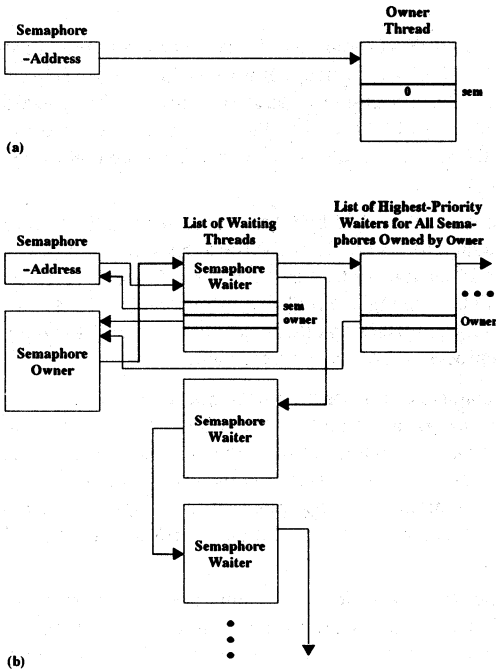 Semaphore
–Address
Owner
Thread
0
sem
(a)
List of Highest-Priority
Waiters for All Sema-
phores Owned by Owner
List of Waiting
Threads
Semaphore
–Address
Semaphore
Waiter
sem
owner
Owner
Semaphore
Owner
Semaphore
Waiter
Semaphore
Waiter
(b)